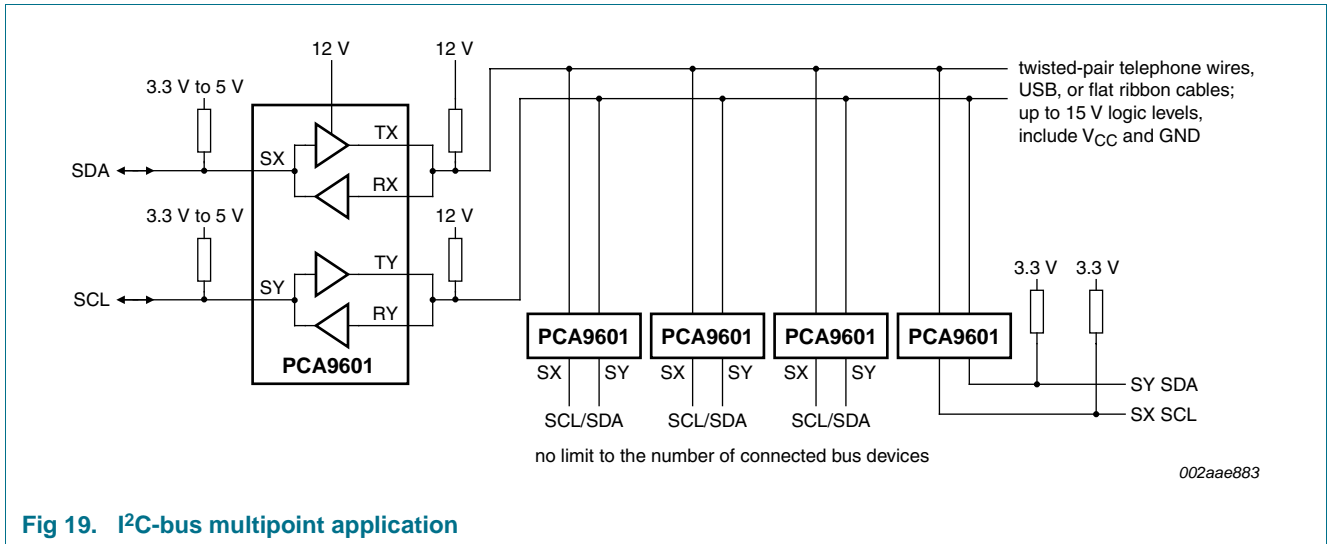 12 V
12 V
3.3 V to 5 V
twisted-pair telephone wires,
USB, or flat ribbon cables;
up to 15 V logic levels,
include VCC and GND
TX
SX
SDA
RX
3.3 V to 5 V
12 V
TY
SY
SCL
RY
PCA9601
3.3 V 3.3 V
PCA9601 PCA9601 PCA9601 PCA9601
SX SY SX SY SX SY
SY SDA
SCL/SDA SCL/SDA SCL/SDA
SX SCL
no limit to the number of connected bus devices
002aae883
Fig 19. I²C-bus multipoint application